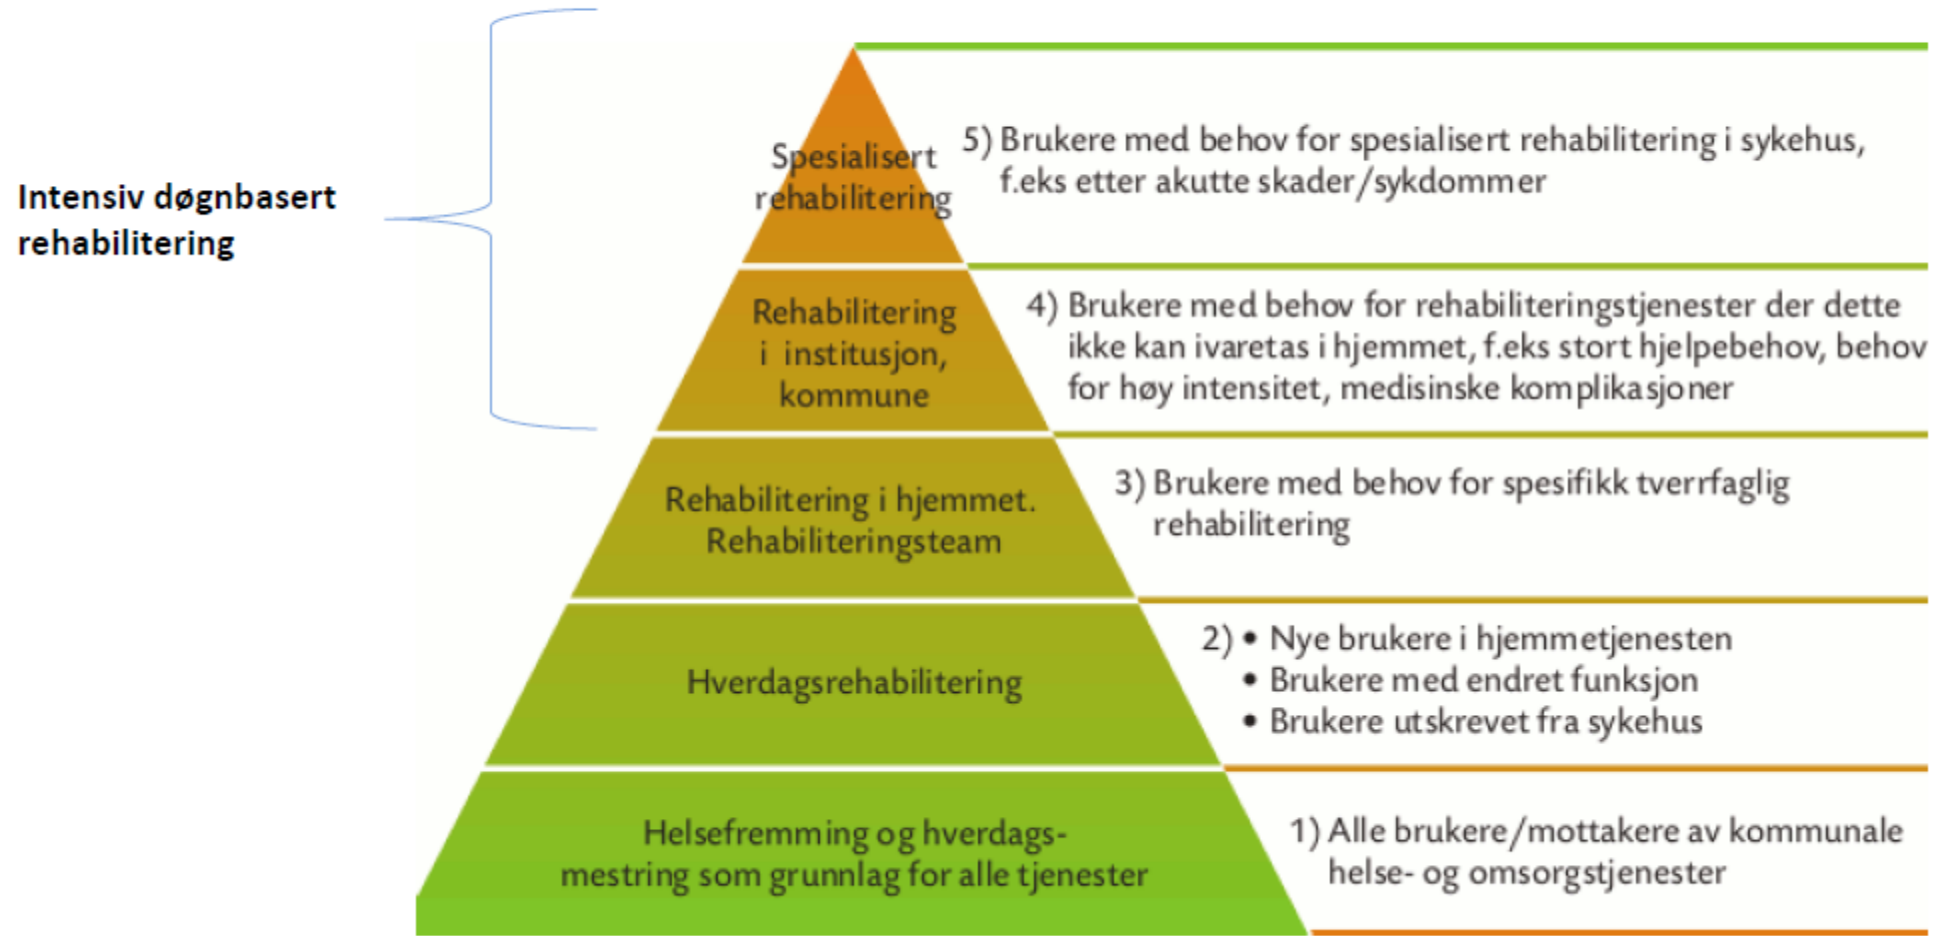 Intensiv døgnbasert
rehabilitering
Spesialisert
rehabilitering
5) Brukere med behov for spesialisert rehabilitering i sykehus,
f.eks etter akutte skader/sykdommer
Rehabilitering
i institusjon,
kommune
4) Brukere med behov for rehabiliteringstjenester der dette
ikke kan ivaretas i hjemmet, f.eks stort hjelpebehov, behov
for høy intensitet, medisinske komplikasjoner
Rehabilitering i hjemmet.
Rehabiliteringsteam
3) Brukere med behov for spesifikk tverrfaglig
rehabilitering
Hverdagsrehabilitering
2) • Nye brukere i hjemmetjenesten
• Brukere med endret funksjon
• Brukere utskrevet fra sykehus
Helsefremming og hverdags-
mestring som grunnlag for alle tjenester
1) Alle brukere/mottakere av kommunale
helse- og omsorgstjenester